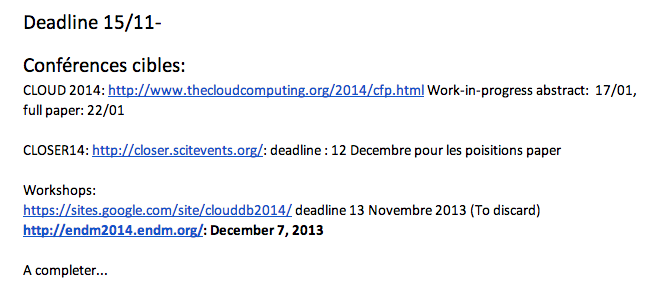 Deadline 15/11-
Conférences cibles:
CLOUD 2014: http://www.thecloudcomputing.org/2014/cfp.html Work-in-progress abstract:  17/01,
full paper: 22/01
CLOSER14: http://closer.scitevents.org/: deadline : 12 Decembre pour les poisitions paper
Workshops:
https://sites.google.com/site/clouddb2014/ deadline 13 Novembre 2013 (To discard)
http://endm2014.endm.org/: December 7, 2013
A completer...